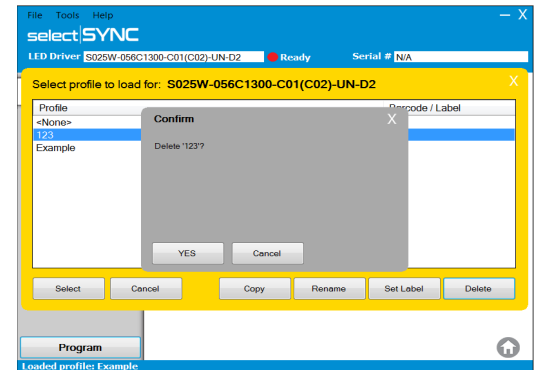 File Tools Help
— X
select|SYNC
LED Driver S025W-056C1300-C01(C02)-UN-D2 Ready Serial # N/A
Select profile to load for: S025W-056C1300-C01(C02)-UN-D2 X
Profile / Label
<None>
123
Example
Confirm X
Delete '123'?
YES Cancel
Select Cancel Copy Rename Set Label Delete
Program
Loaded profile: Example